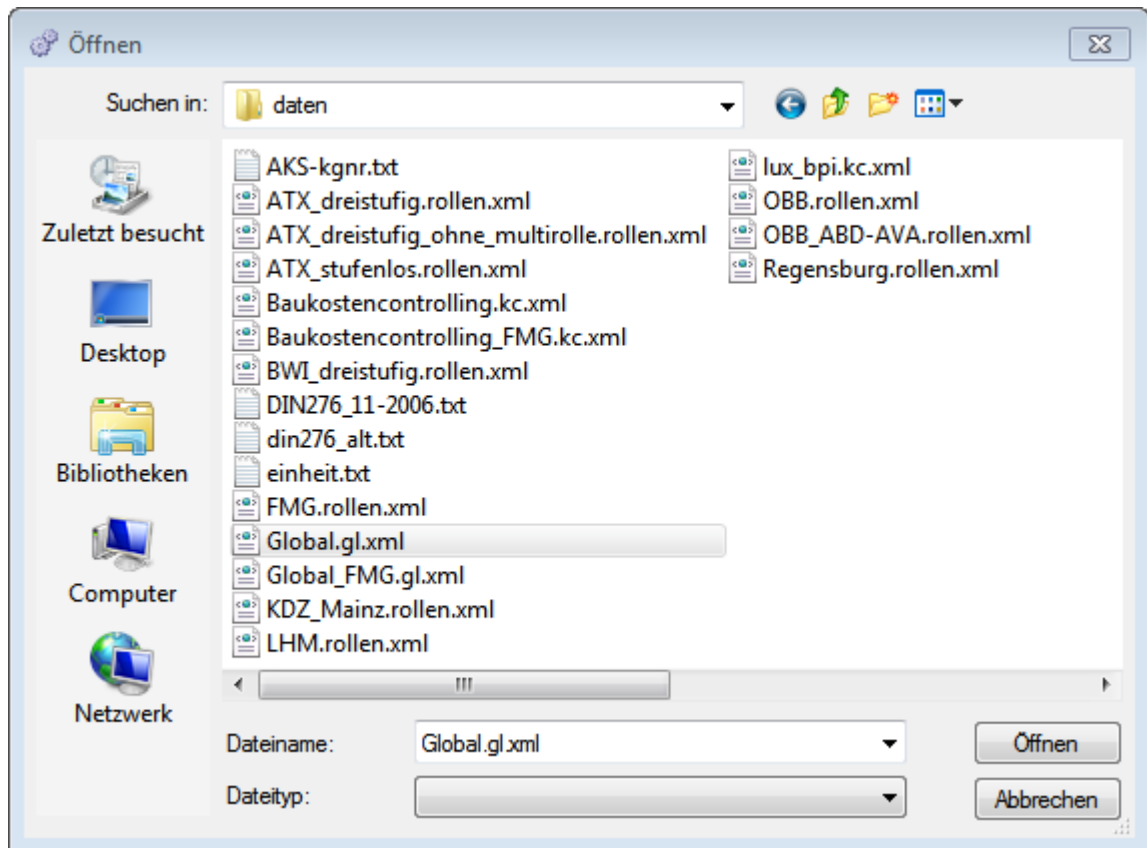 Öffnen
Suchen in: daten
Zuletzt besucht
Desktop
Bibliotheken
Computer
Netzwerk
AKS-kgnr.txt
ATX_dreistufig.rollen.xml
ATX_dreistufig_ohne_multirolle.rollen.xml
ATX_stufenlos.rollen.xml
Baukostencontrolling.kc.xml
Baukostencontrolling_FMG.kc.xml
BWI_dreistufig.rollen.xml
DIN276_11-2006.txt
din276_alt.txt
einheit.txt
FMG.rollen.xml
Global.gl.xml
Global_FMG.gl.xml
KDZ_Mainz.rollen.xml
LHM.rollen.xml
lux_bpi.kc.xml
OBB.rollen.xml
OBB_ABD-AVA.rollen.xml
Regensburg.rollen.xml
Dateiname: Global.gl.xml Öffnen
Dateityp: Abbrechen